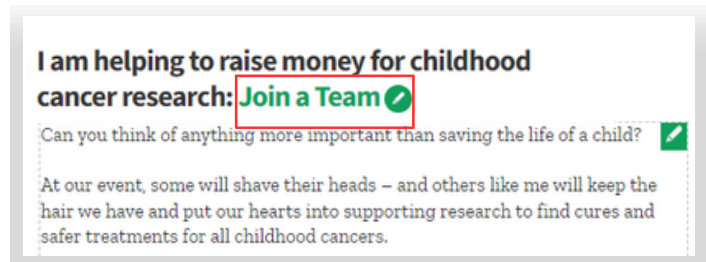 I am helping to raise money for childhood
cancer research: Join a Team
Can you think of anything more important than saving the life of a child?
At our event, some will shave their heads – and others like me will keep the
hair we have and put our hearts into supporting research to find cures and
safer treatments for all childhood cancers.